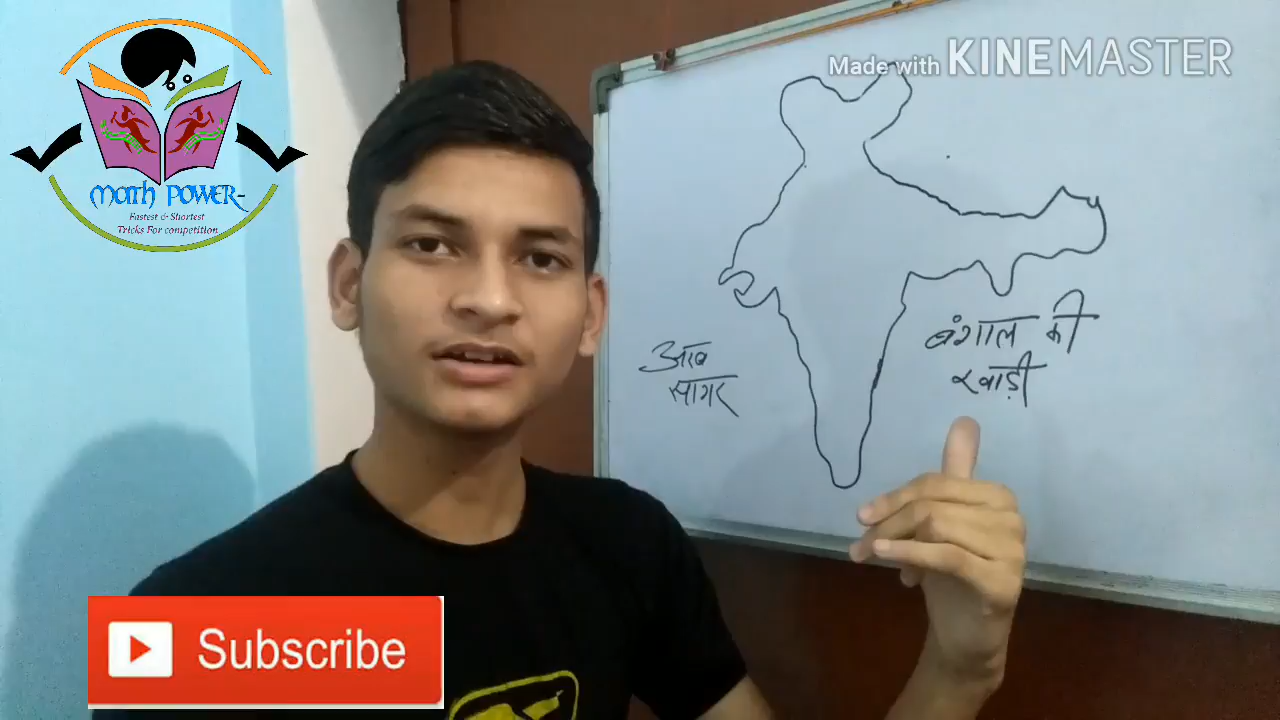 MATH POWER-
Fastest & Shortest
Tricks For competition
Made with KINEMASTER
अरब
सागर
बंगाल की
खाड़ी
Subscribe